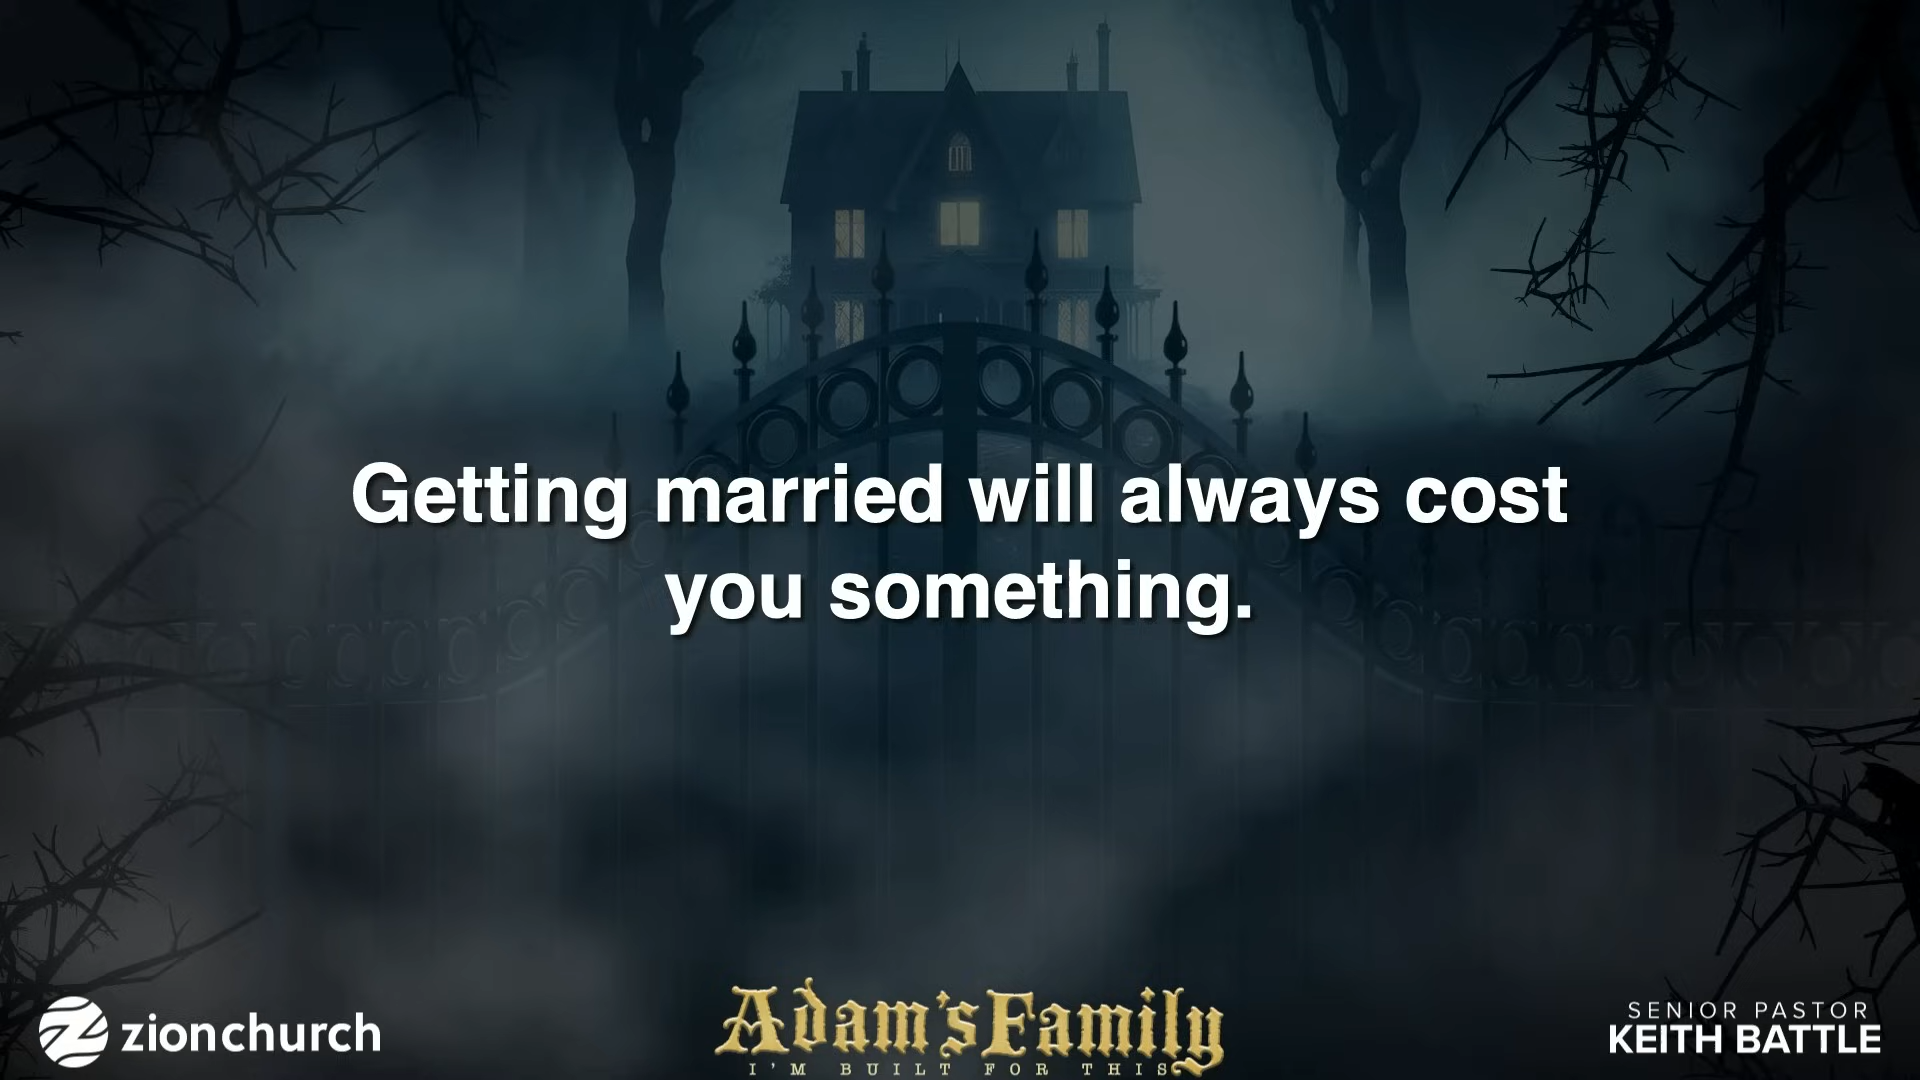 Getting married will always cost
you something.
zionchurch
Adam's Family
I'M BUILT FOR THIS
SENIOR PASTOR
KEITH BATTLE